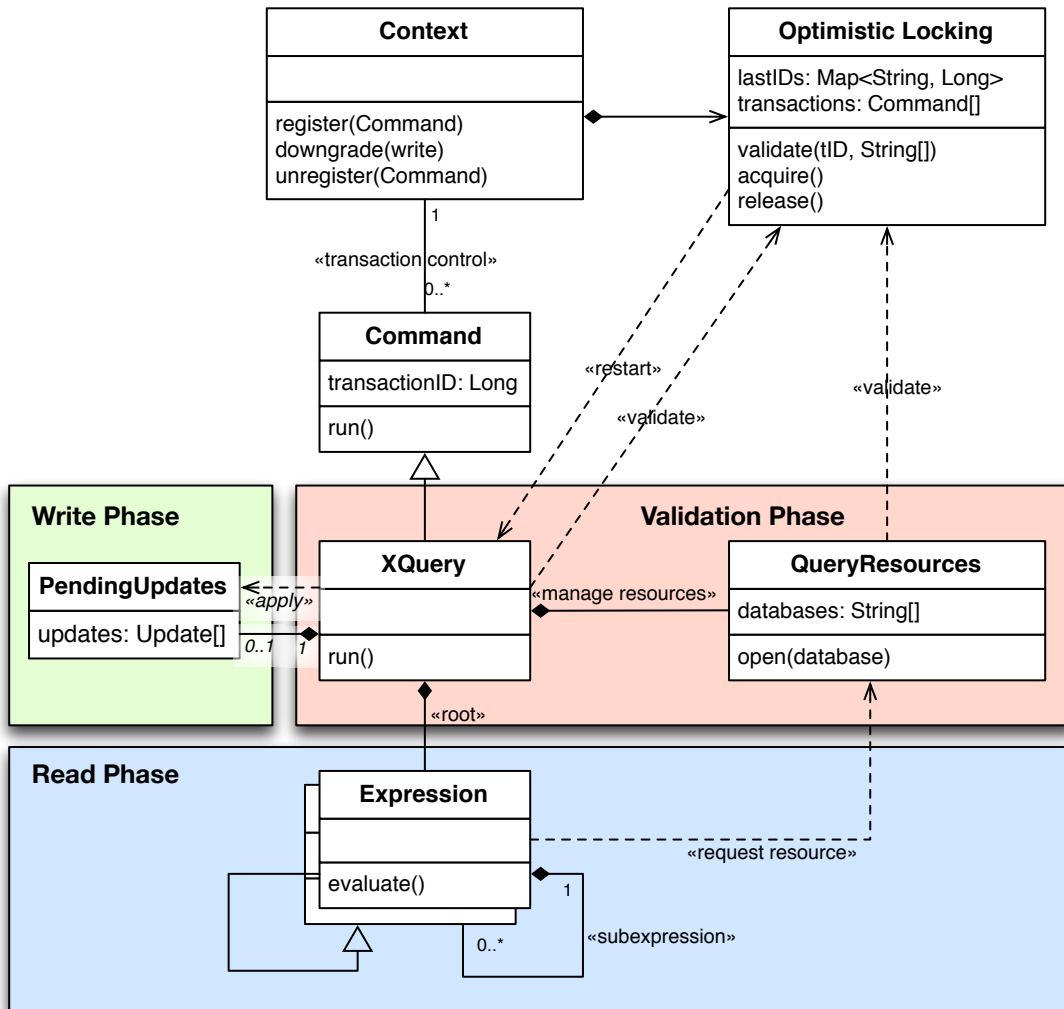 Context
register(Command)
downgrade(write)
unregister(Command)
Optimistic Locking
lastIDs: Map<String, Long>
transactions: Command[]
validate(tID, String[])
acquire()
release()
1
«transaction control»
0..*
Command
transactionID: Long
run()
«restart»
«validate»
«validate»
Write Phase
PendingUpdates
updates: Update[]
«apply»
0..1
1
Validation Phase
XQuery
run()
«manage resources»
QueryResources
databases: String[]
open(database)
«root»
Read Phase
Expression
evaluate()
«request resource»
1
0..*
«subexpression»